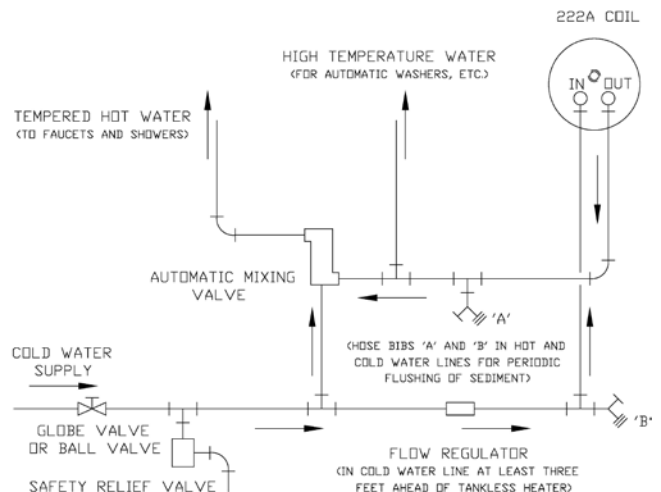 222A COIL
HIGH TEMPERATURE WATER
(FOR AUTOMATIC WASHERS, ETC.)
IN OUT
TEMPERED HOT WATER
(TO FAUCETS AND SHOWERS)
AUTOMATIC MIXING
VALVE
'A'
(HOSE BIBS 'A' AND 'B' IN HOT AND
COLD WATER LINES FOR PERIODIC
FLUSHING OF SEDIMENT)
COLD WATER
SUPPLY
'B'
GLOBE VALVE
OR BALL VALVE
FLOW REGULATOR
(IN COLD WATER LINE AT LEAST THREE
FEET AHEAD OF TANKLESS HEATER)
SAFETY RELIEF VALVE